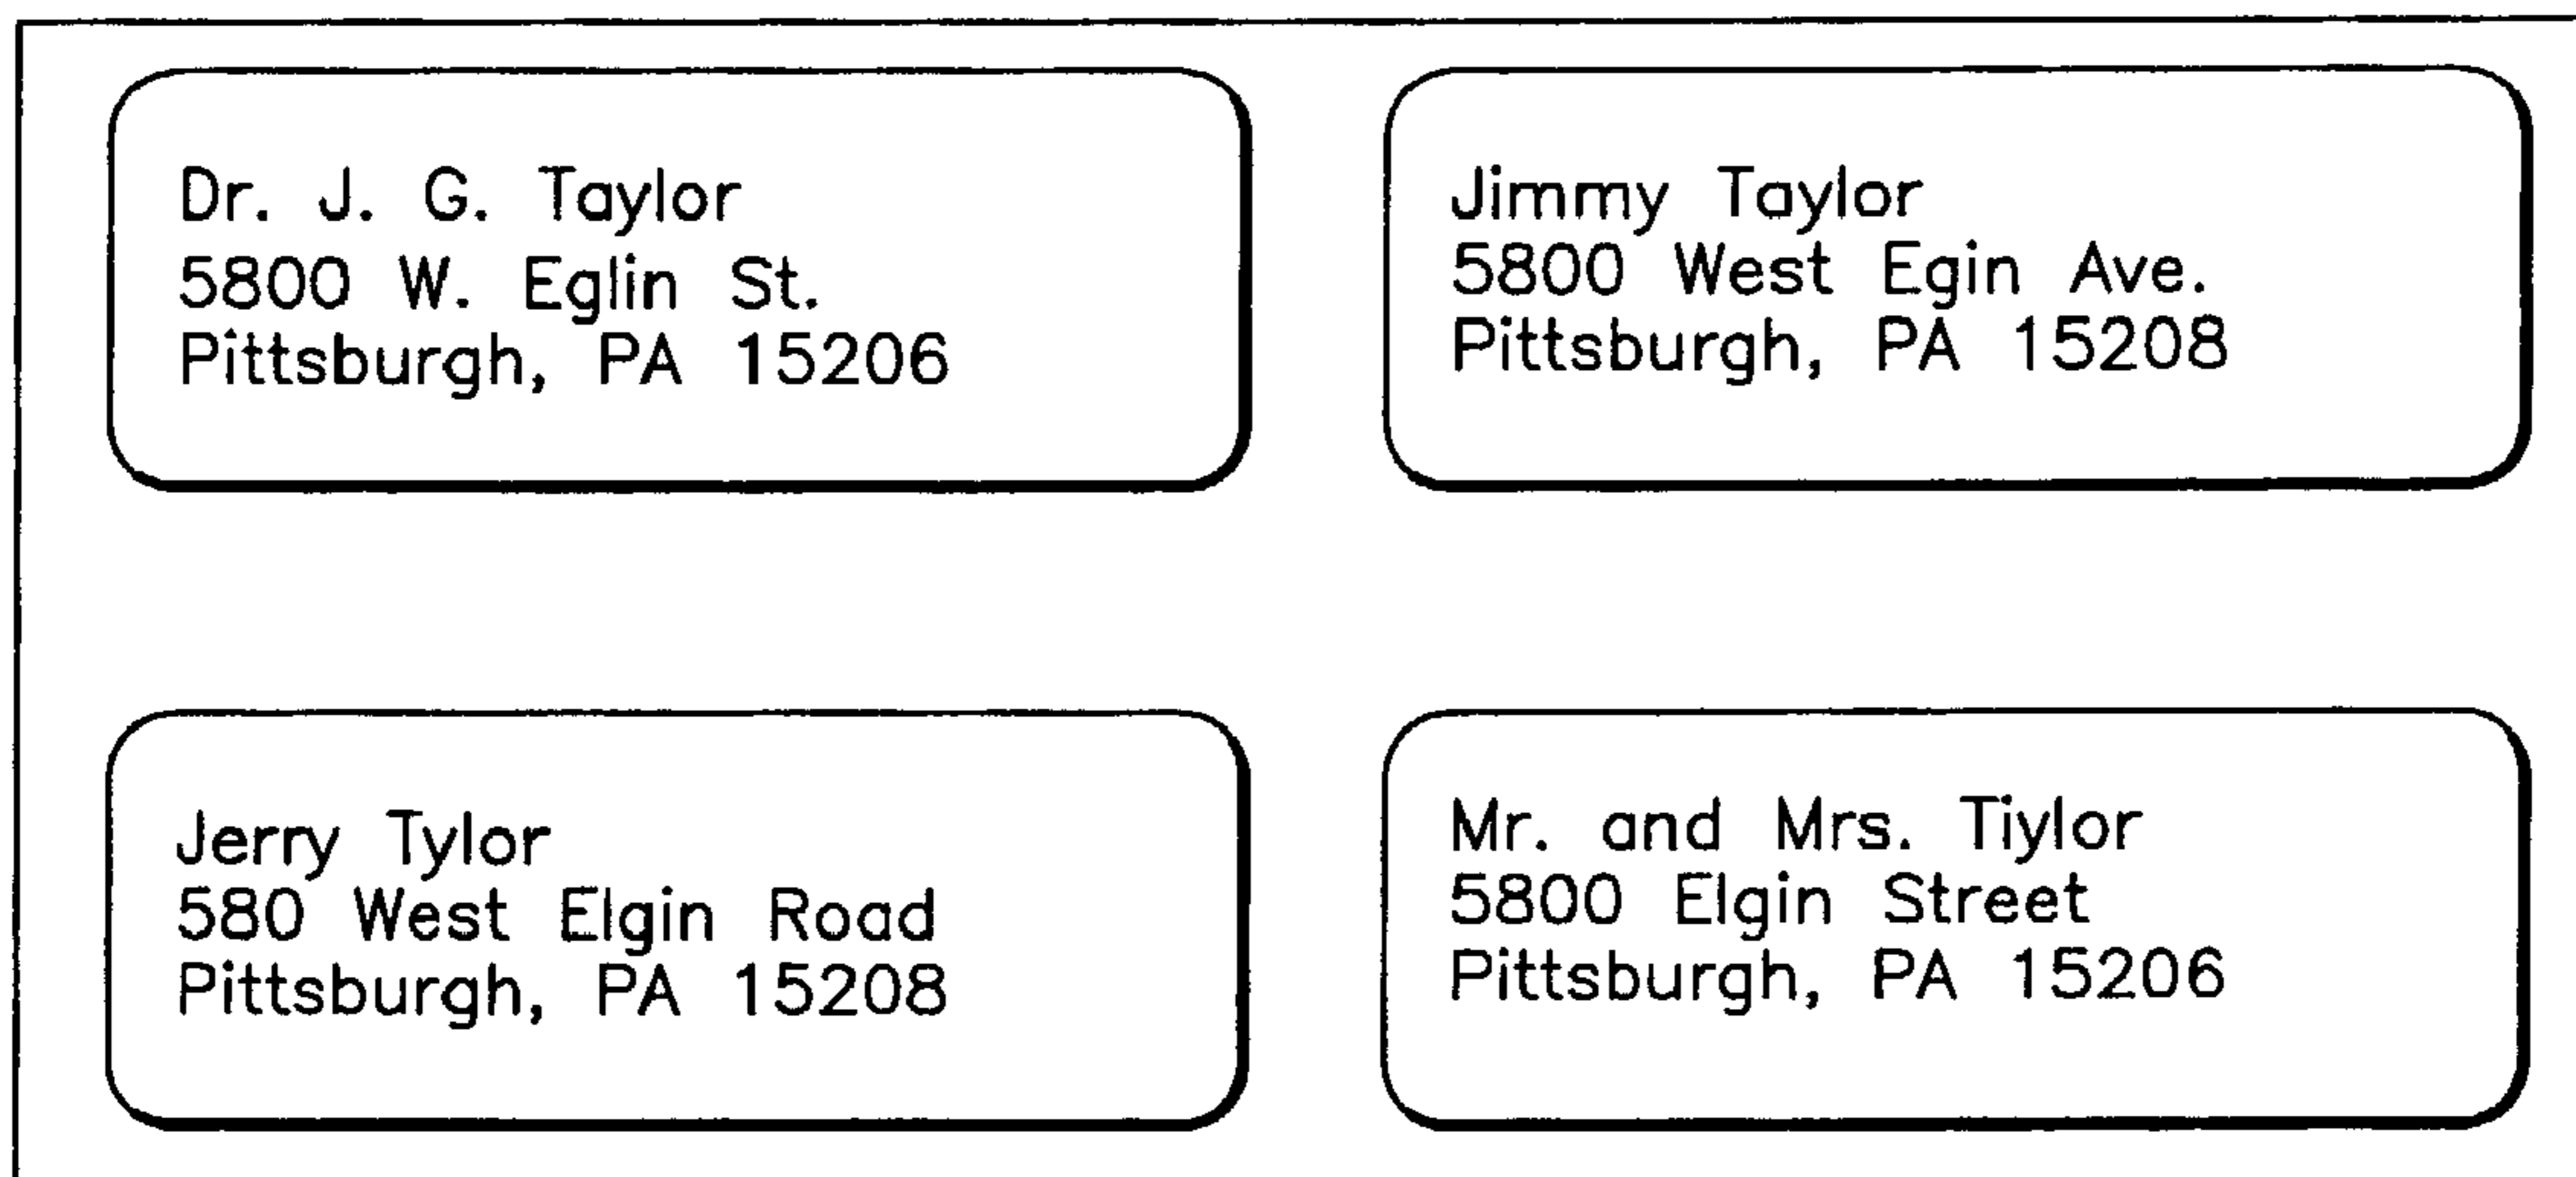 Dr. J. G. Taylor
5800 W. Eglin St.
Pittsburgh, PA 15206
Jimmy Taylor
5800 West Egin Ave.
Pittsburgh, PA 15208
Jerry Tylor
580 West Elgin Road
Pittsburgh, PA 15208
Mr. and Mrs. Tiylor
5800 Elgin Street
Pittsburgh, PA 15206